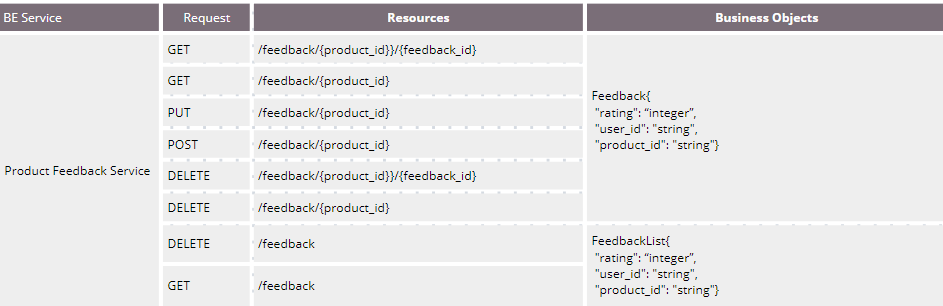 BE Service Request Resources Business Objects
GET /feedback/{product_id}}/{feedback_id}
GET /feedback/{product_id}
PUT /feedback/{product_id}
POST /feedback/{product_id}
Product Feedback Service
DELETE /feedback/{product_id}}/{feedback_id}
DELETE /feedback/{product_id}
Feedback{
"rating": “integer”,
"user_id": "string",
"product_id": "string"}
DELETE /feedback
GET /feedback
FeedbackList{
"rating": “integer”,
"user_id": "string",
"product_id": "string"}